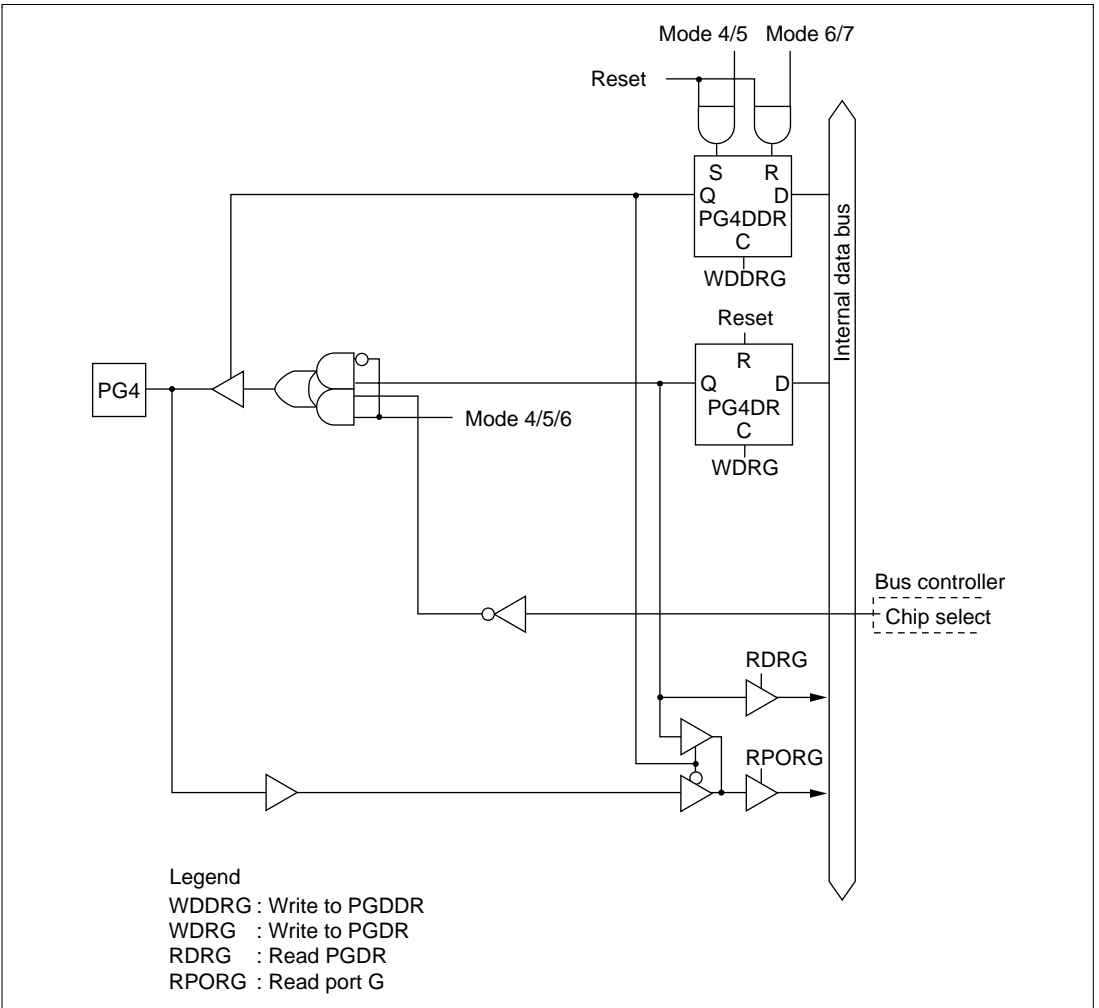 Mode 4/5 Mode 6/7
Reset
S R
Q D
PG4DDR
C
WDDRG
Internal data bus
Reset
R
Q D
PG4DR
C
WDRG
PG4
Mode 4/5/6
Bus controller
Chip select
RDRG
RPORG
Legend
WDDRG : Write to PGDDR
WDRG : Write to PGDR
RDRG : Read PGDR
RPORG : Read port G